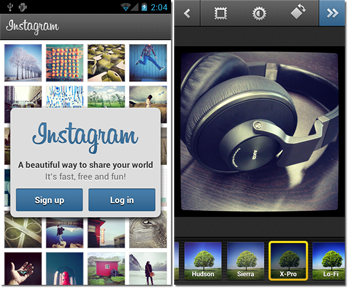 2:04
Instagram
Instagram
A beautiful way to share your world
It's fast, free and fun!
Sign up
Log in
Hudson
Sierra
X-Pro
Lo-Fi